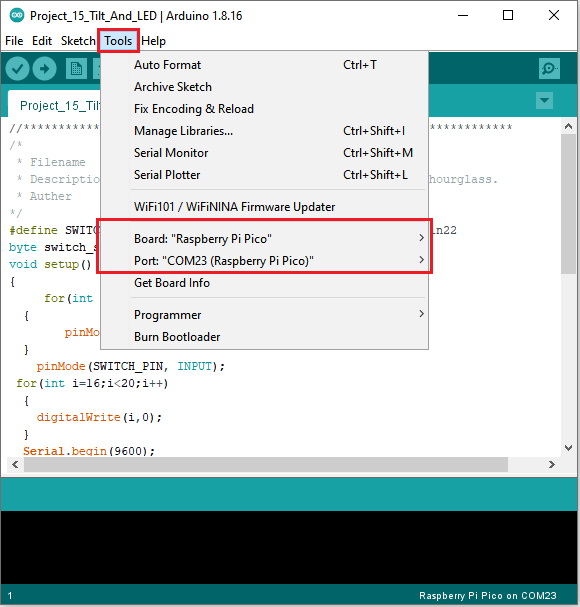 Project_15_Tilt_And_LED | Arduino 1.8.16
File Edit Sketch Tools Help
Auto Format Ctrl+T
Archive Sketch
Fix Encoding & Reload
Manage Libraries... Ctrl+Shift+I
Serial Monitor Ctrl+Shift+M
Serial Plotter Ctrl+Shift+L
WiFi101 / WiFiNINA Firmware Updater
Board: "Raspberry Pi Pico"
Port: "COM23 (Raspberry Pi Pico)"
Get Board Info
Programmer
Burn Bootloader
Project_15_Til
//**********
/*
* Filename
* Descriptio hourglass.
* Auther
*/
#define SWITC in22
byte switch_s
void setup()
{
for(int
{
pinMo
}
pinMode(SWITCH_PIN, INPUT);
for(int i=16;i<20;i++)
{
digitalWrite(i,0);
}
Serial.begin(9600);
1 Raspberry Pi Pico on COM23